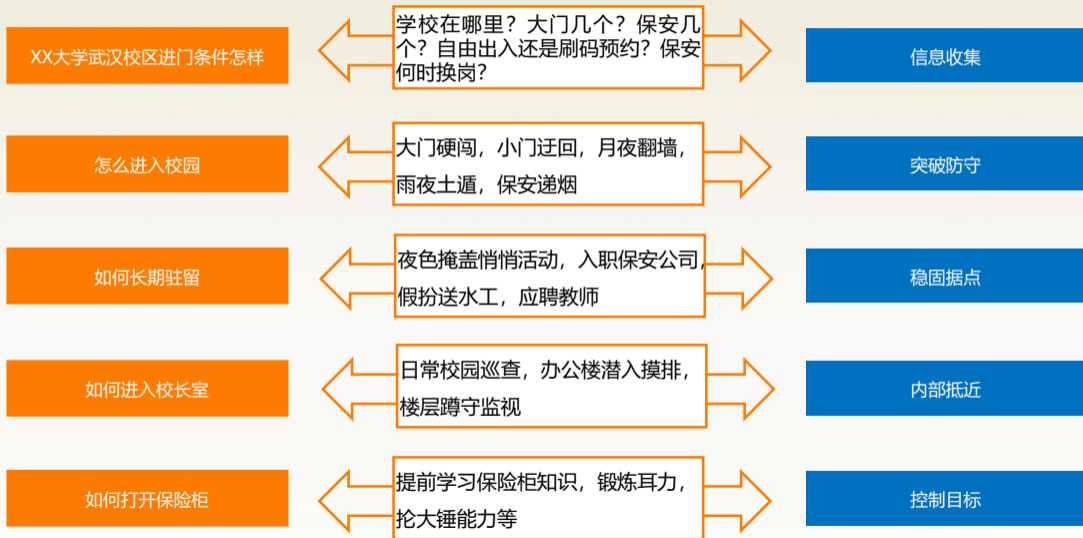 XX大学武汉校区进门条件怎样
学校在哪里？大门几个？保安几
个？自由出入还是刷码预约？保安
何时换岗？
信息收集
怎么进入校园
大门硬闯，小门迂回，月夜翻墙，
雨夜土遁，保安递烟
突破防守
如何长期驻留
夜色掩盖悄悄活动，入职保安公司，
假扮送水工，应聘教师
稳固据点
如何进入校长室
日常校园巡查，办公楼潜入摸排，
楼层蹲守监视
内部抵近
如何打开保险柜
提前学习保险柜知识，锻炼耳力，
抡大锤能力等
控制目标